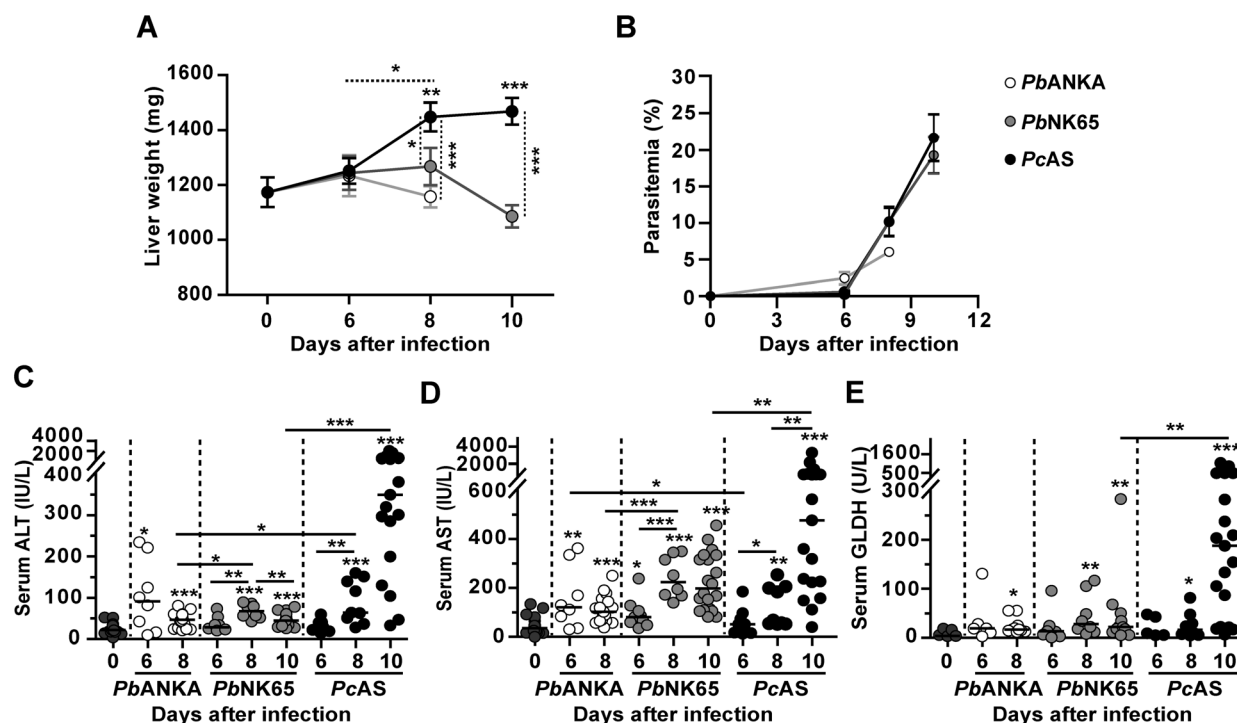 A
Liver weight (mg)
1600
1400
1200
1000
800
*
**
***
*
***
***
0 6 8 10
Days after infection
B
Parasitemia (%)
30
25
20
15
10
5
0
0 3 6 9 12
Days after infection
PbANKA
PbNK65
PcAS
C
Serum ALT (IU/L)
4000
2000
400
300
200
100
50
0
***
***
*
*
**
***
*
***
**
***
**
0 6 8 6 8 10 6 8 10
PbANKA PbNK65 PcAS
Days after infection
D
Serum AST (IU/L)
4000
2000
600
400
200
0
**
**
***
*
***
**
***
***
***
*
***
*
**
0 6 8 6 8 10 6 8 10
PbANKA PbNK65 PcAS
Days after infection
E
Serum GLDH (U/L)
1600
500
300
200
100
50
0
**
***
**
**
*
*
0 6 8 6 8 10 6 8 10
PbANKA PbNK65 PcAS
Days after infection